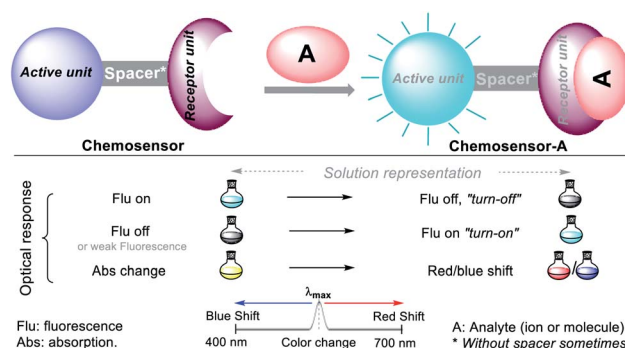 Active unit
Spacer*
Receptor unit
A
Active unit
Spacer*
Receptor unit
A
Chemosensor
Chemosensor-A
Solution representation
Optical response
Flu on
Flu off, "turn-off"
Flu off
or weak Fluorescence
Flu on "turn-on"
Abs change
Red/blue shift
/
λmax
Blue Shift
Red Shift
400 nm
Color change
700 nm
Flu: fluorescence
Abs: absorption.
A: Analyte (ion or molecule)
* Without spacer sometimes